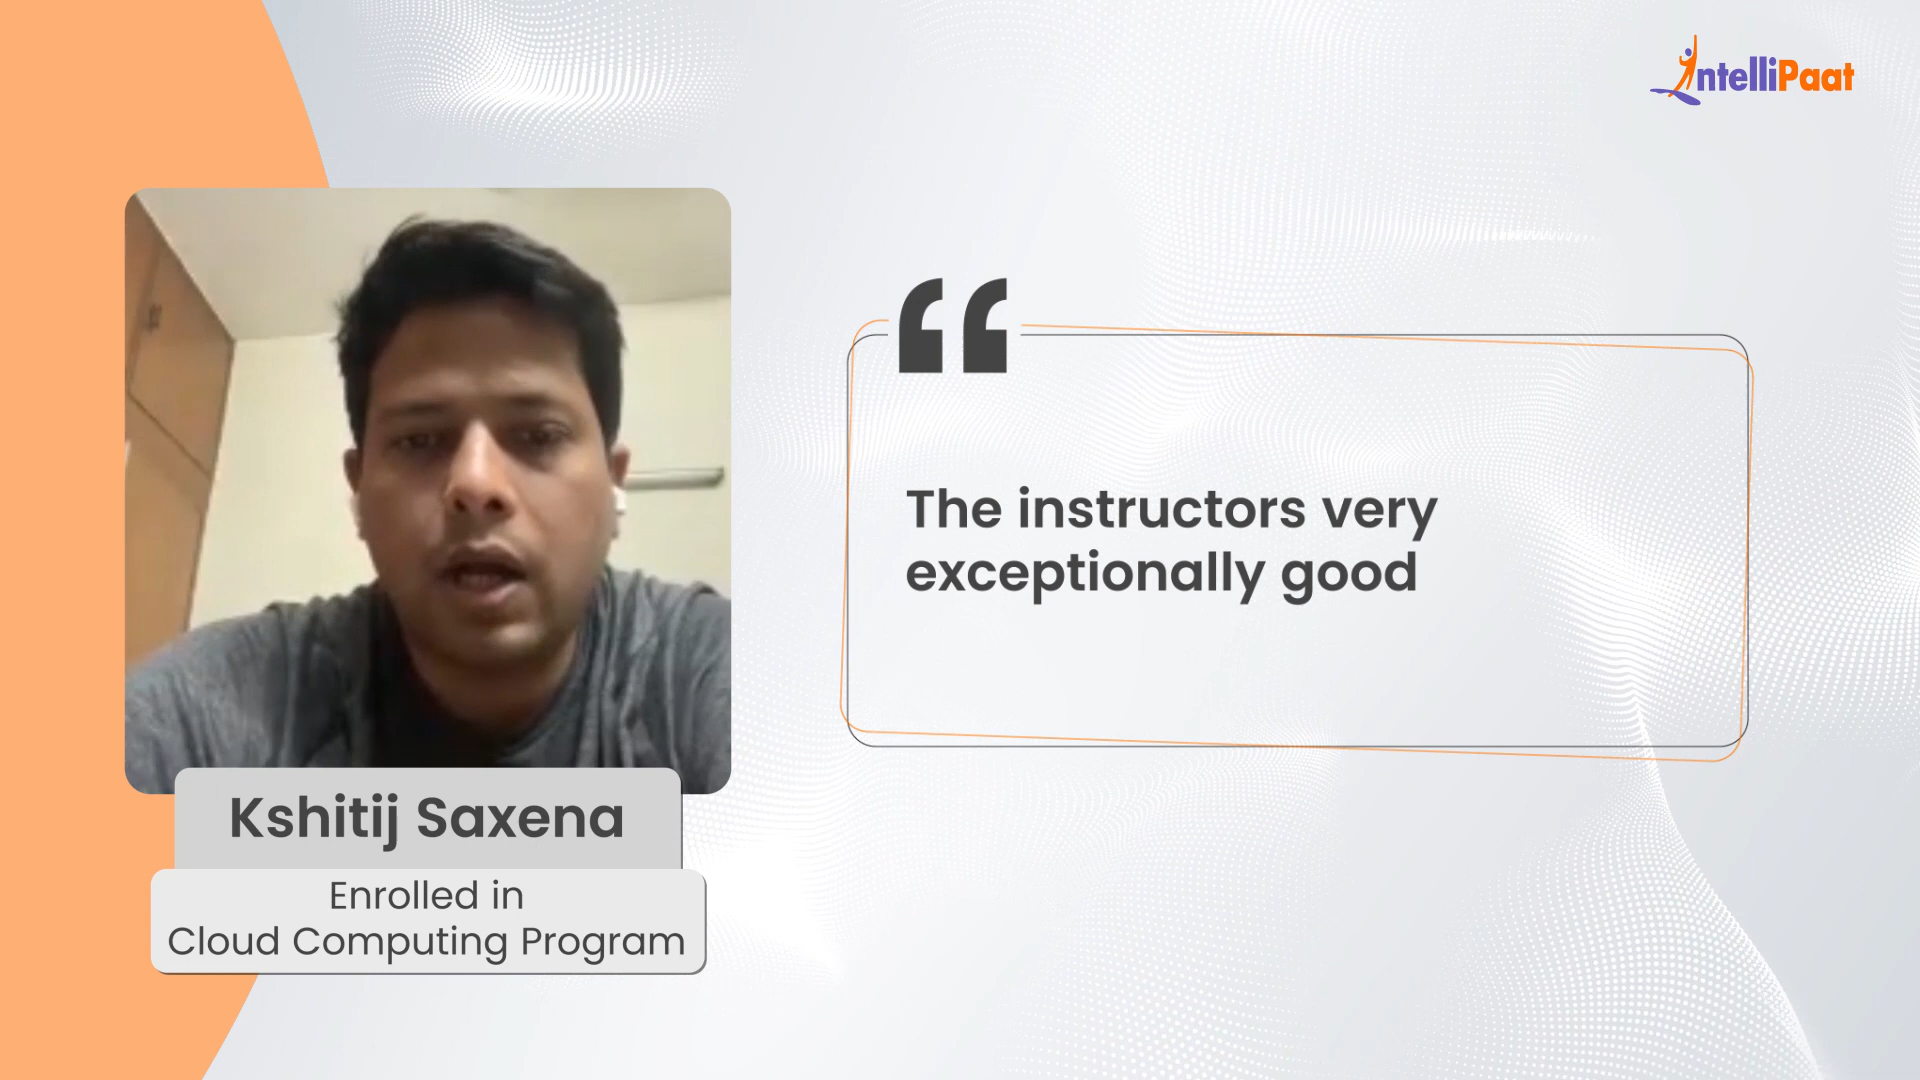 IntelliPaat
The instructors very
exceptionally good
Kshitij Saxena
Enrolled in
Cloud Computing Program